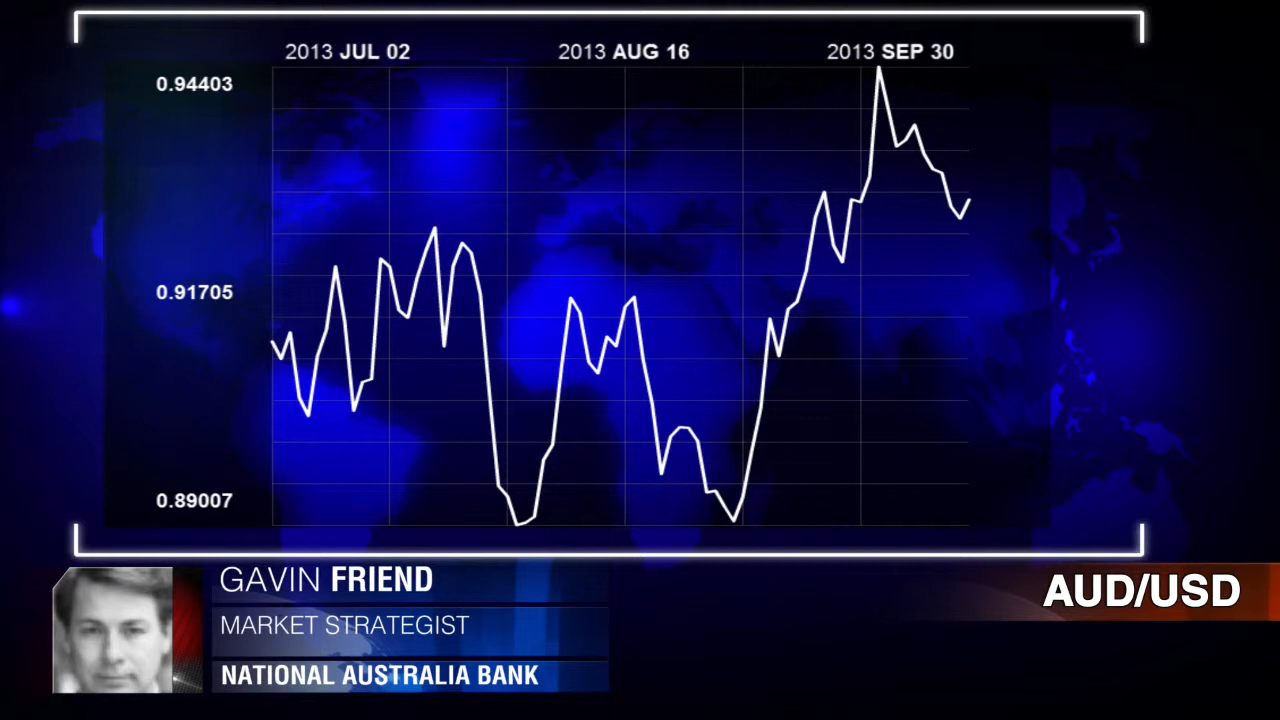 2013 JUL 02 2013 AUG 16 2013 SEP 30
0.94403
0.91705
0.89007
GAVIN FRIEND
MARKET STRATEGIST
NATIONAL AUSTRALIA BANK
AUD/USD